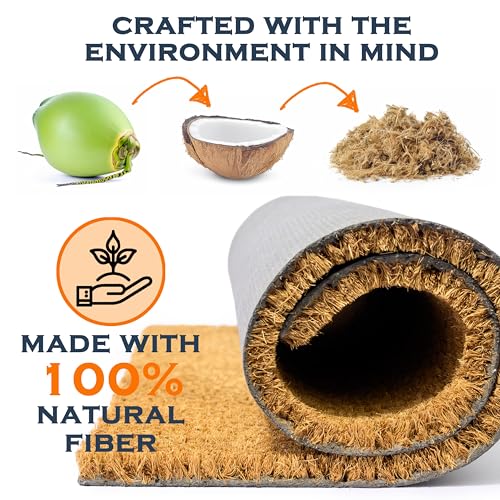 CRAFTED WITH THE
ENVIRONMENT IN MIND
MADE WITH
100%
NATURAL
FIBER